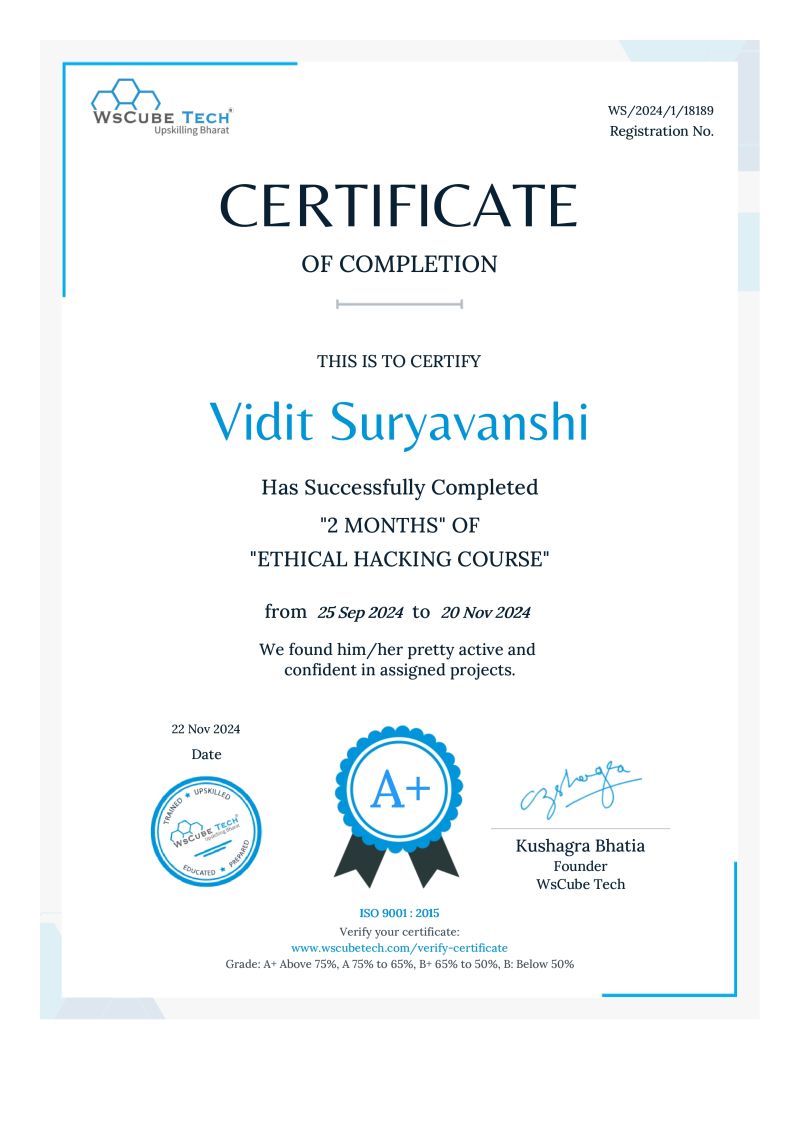 WsCube Tech®
Upskilling Bharat
WS/2024/1/18189
Registration No.
CERTIFICATE
OF COMPLETION
THIS IS TO CERTIFY
Vidit Suryavanshi
Has Successfully Completed
"2 MONTHS" OF
"ETHICAL HACKING COURSE"
from 25 Sep 2024 to 20 Nov 2024
We found him/her pretty active and
confident in assigned projects.
22 Nov 2024
Date
TRAINED ★ UPSKILLED
WsCube Tech
Upskilling Bharat
EDUCATED ★ PREPARED
A+
Kushagra Bhatia
Founder
WsCube Tech
ISO 9001 : 2015
Verify your certificate:
www.wscubetech.com/verify-certificate
Grade: A+ Above 75%, A 75% to 65%, B+ 65% to 50%, B: Below 50%